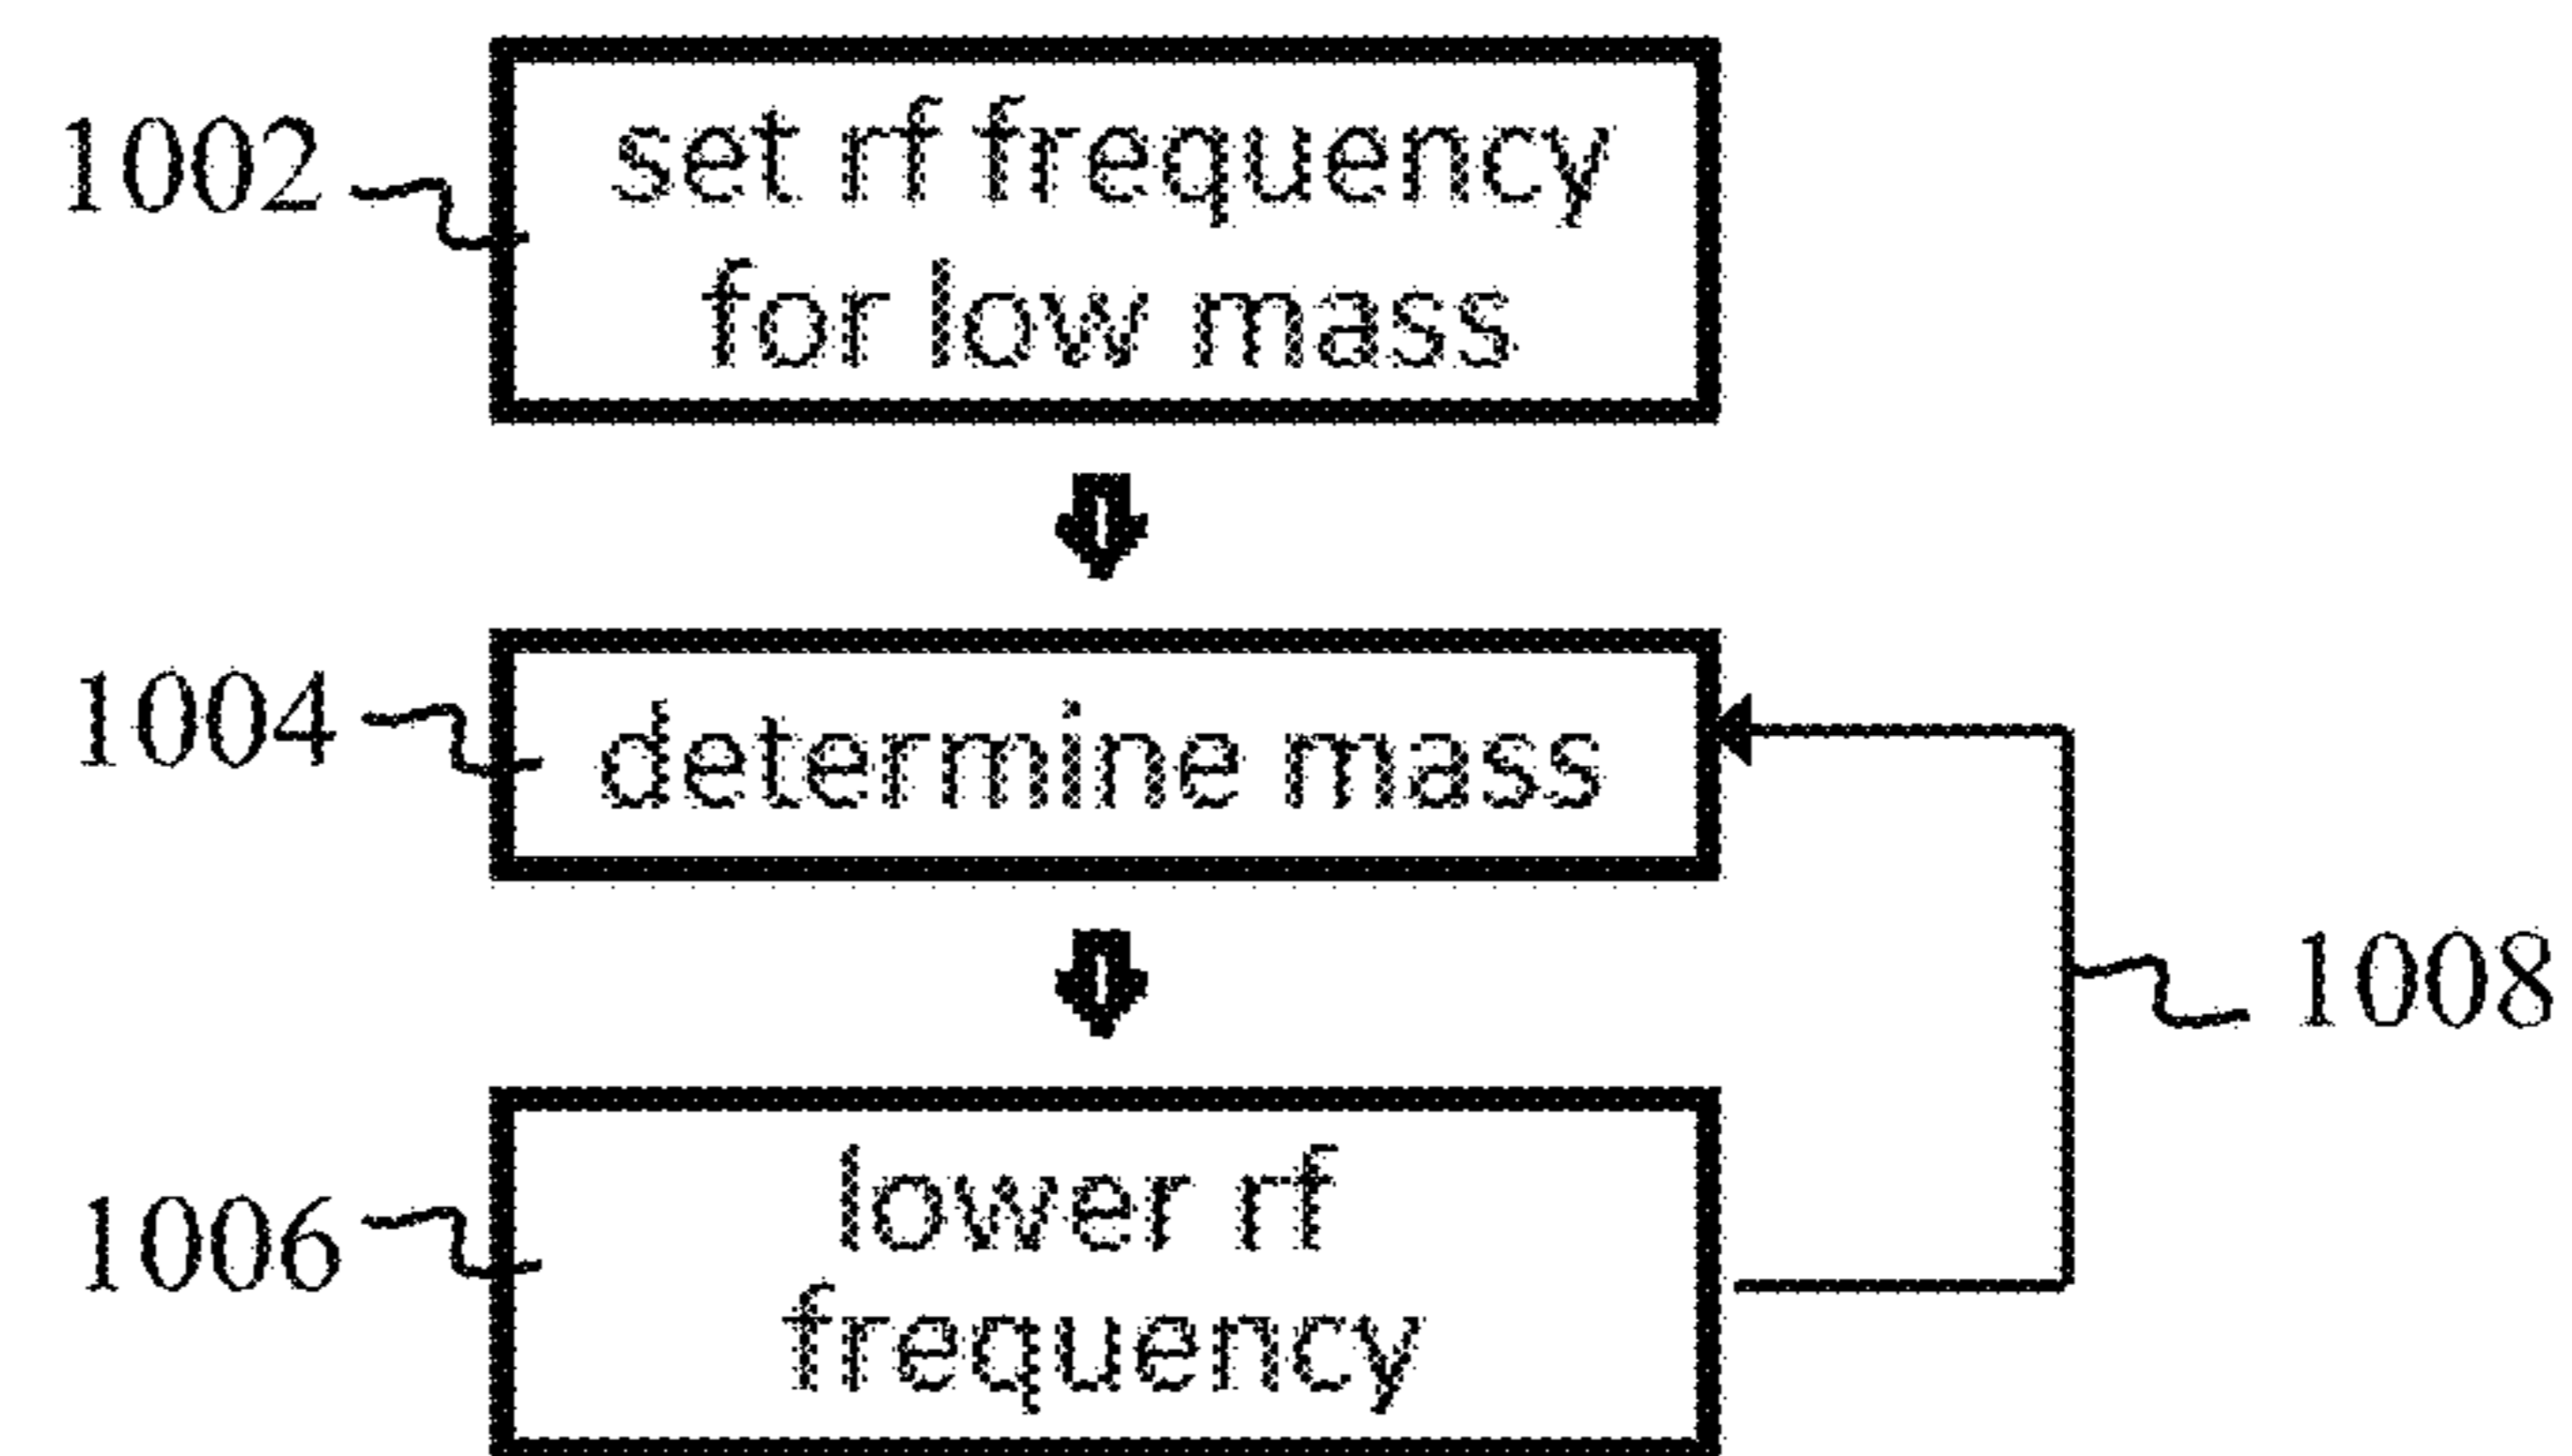 1002
set rf frequency
for low mass
1004
determine mass
1008
1006
lower rf
frequency